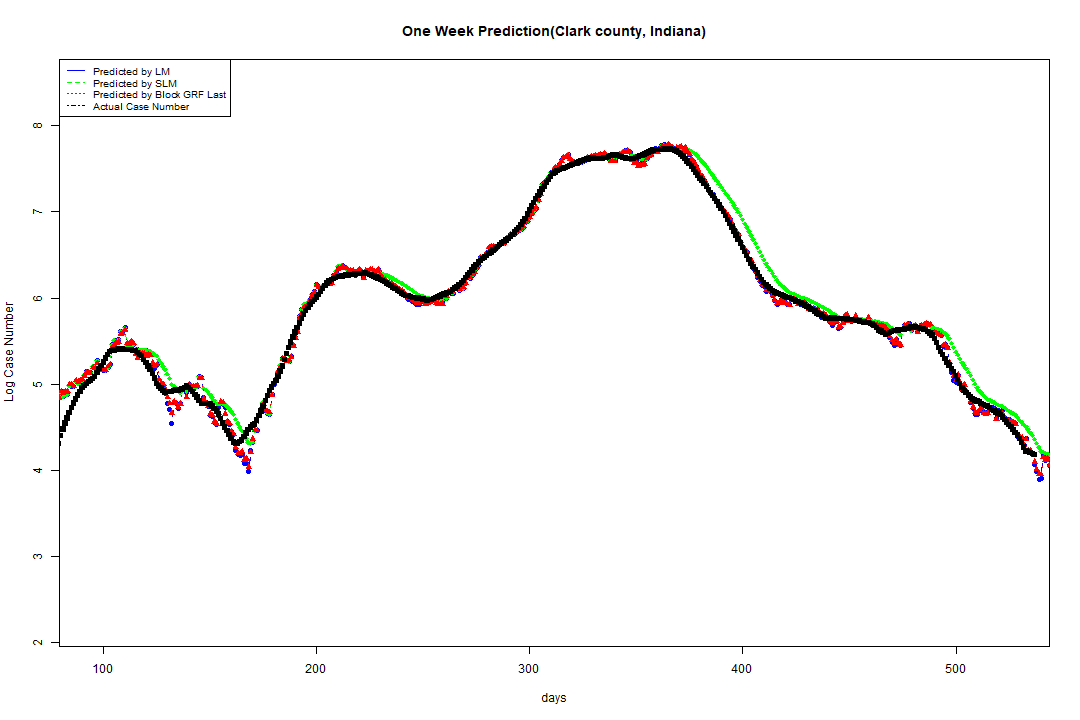 One Week Prediction(Clark county, Indiana)
Predicted by LM
Predicted by SLM
Predicted by Block GRF Last
Actual Case Number
8
7
6
5
4
3
2
Log Case Number
100 200 300 400 500
days